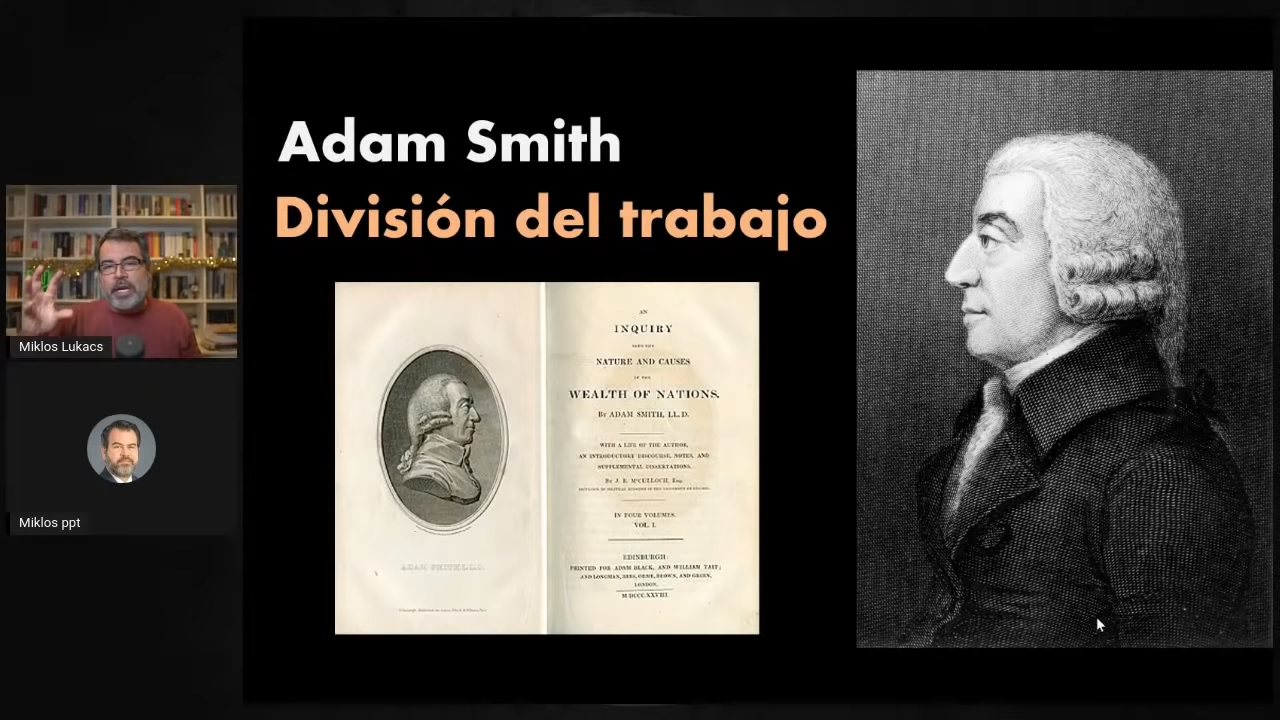 Adam Smith
División del trabajo
Miklos Lukacs
Miklos ppt
AN
INQUIRY
INTO THE
NATURE AND CAUSES
OF THE
WEALTH OF NATIONS.
By ADAM SMITH, LL.D.
WITH A LIFE OF THE AUTHOR,
AN INTRODUCTORY DISCOURSE, NOTES, AND
SUPPLEMENTAL DISSERTATIONS.
By J. R. M'CULLOCH, Esq.
IN FOUR VOLUMES.
VOL. I.
EDINBURGH:
PRINTED FOR ADAM BLACK, AND WILLIAM TAIT;
AND LONGMAN, REES, ORME, BROWN, AND GREEN,
LONDON.
M·DCCC·XXVIII.